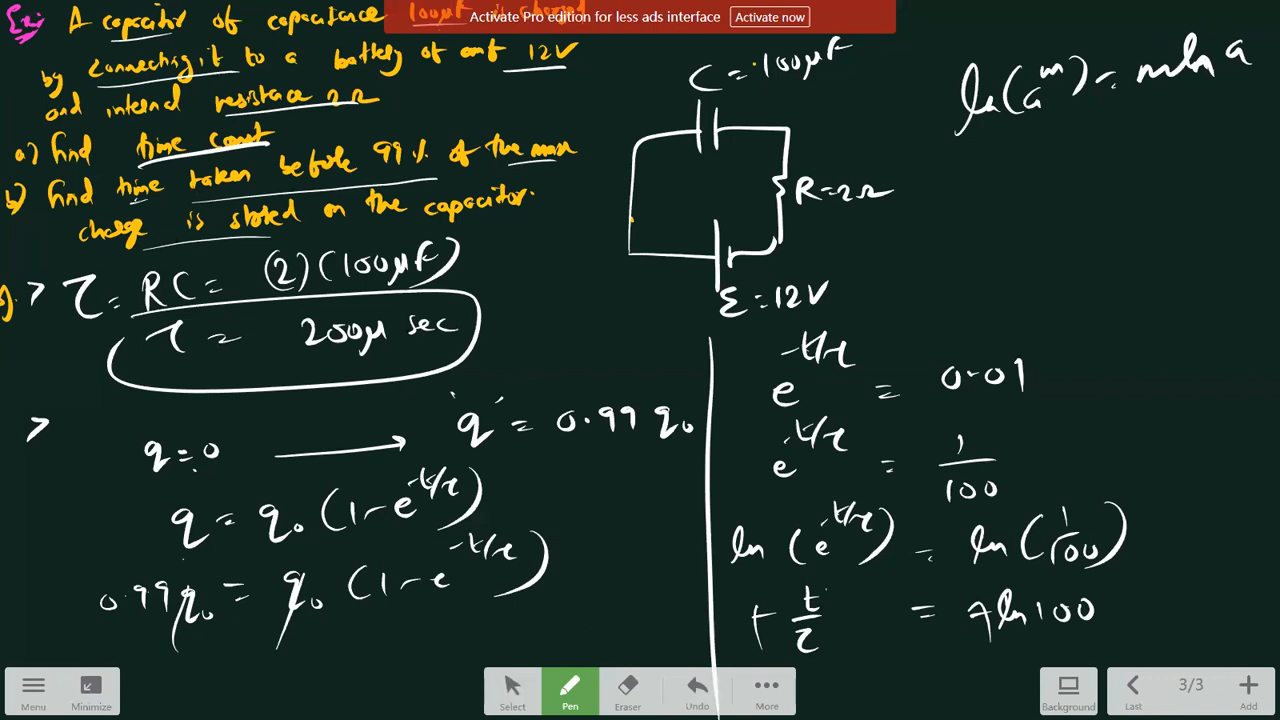 Activate Pro edition for less ads interface
Activate now
Ex:
A capacitor of capacitance 100μF is charged
by connecting it to a battery of emf 12V
and internal resistance 2Ω
a) Find time const
b) Find time taken before 99% of the max
charge is stored on the capacitor.
C = 100μF
R = 2Ω
Ɛ = 12V
ln(a^m) = m ln a
> τ = RC = (2)(100μF)
τ = 200μ sec
>
q = 0 → q = 0.99 q₀
q = q₀ (1 - e^-t/τ)
0.99 q₀ = q₀ (1 - e^-t/τ)
e^-t/τ = 0.01
e^-t/τ = 1/100
ln (e^-t/τ) = ln (1/100)
t/τ = ln 100
Menu
Minimize
Select
Pen
Eraser
Undo
More
Background
Last
3/3
Add